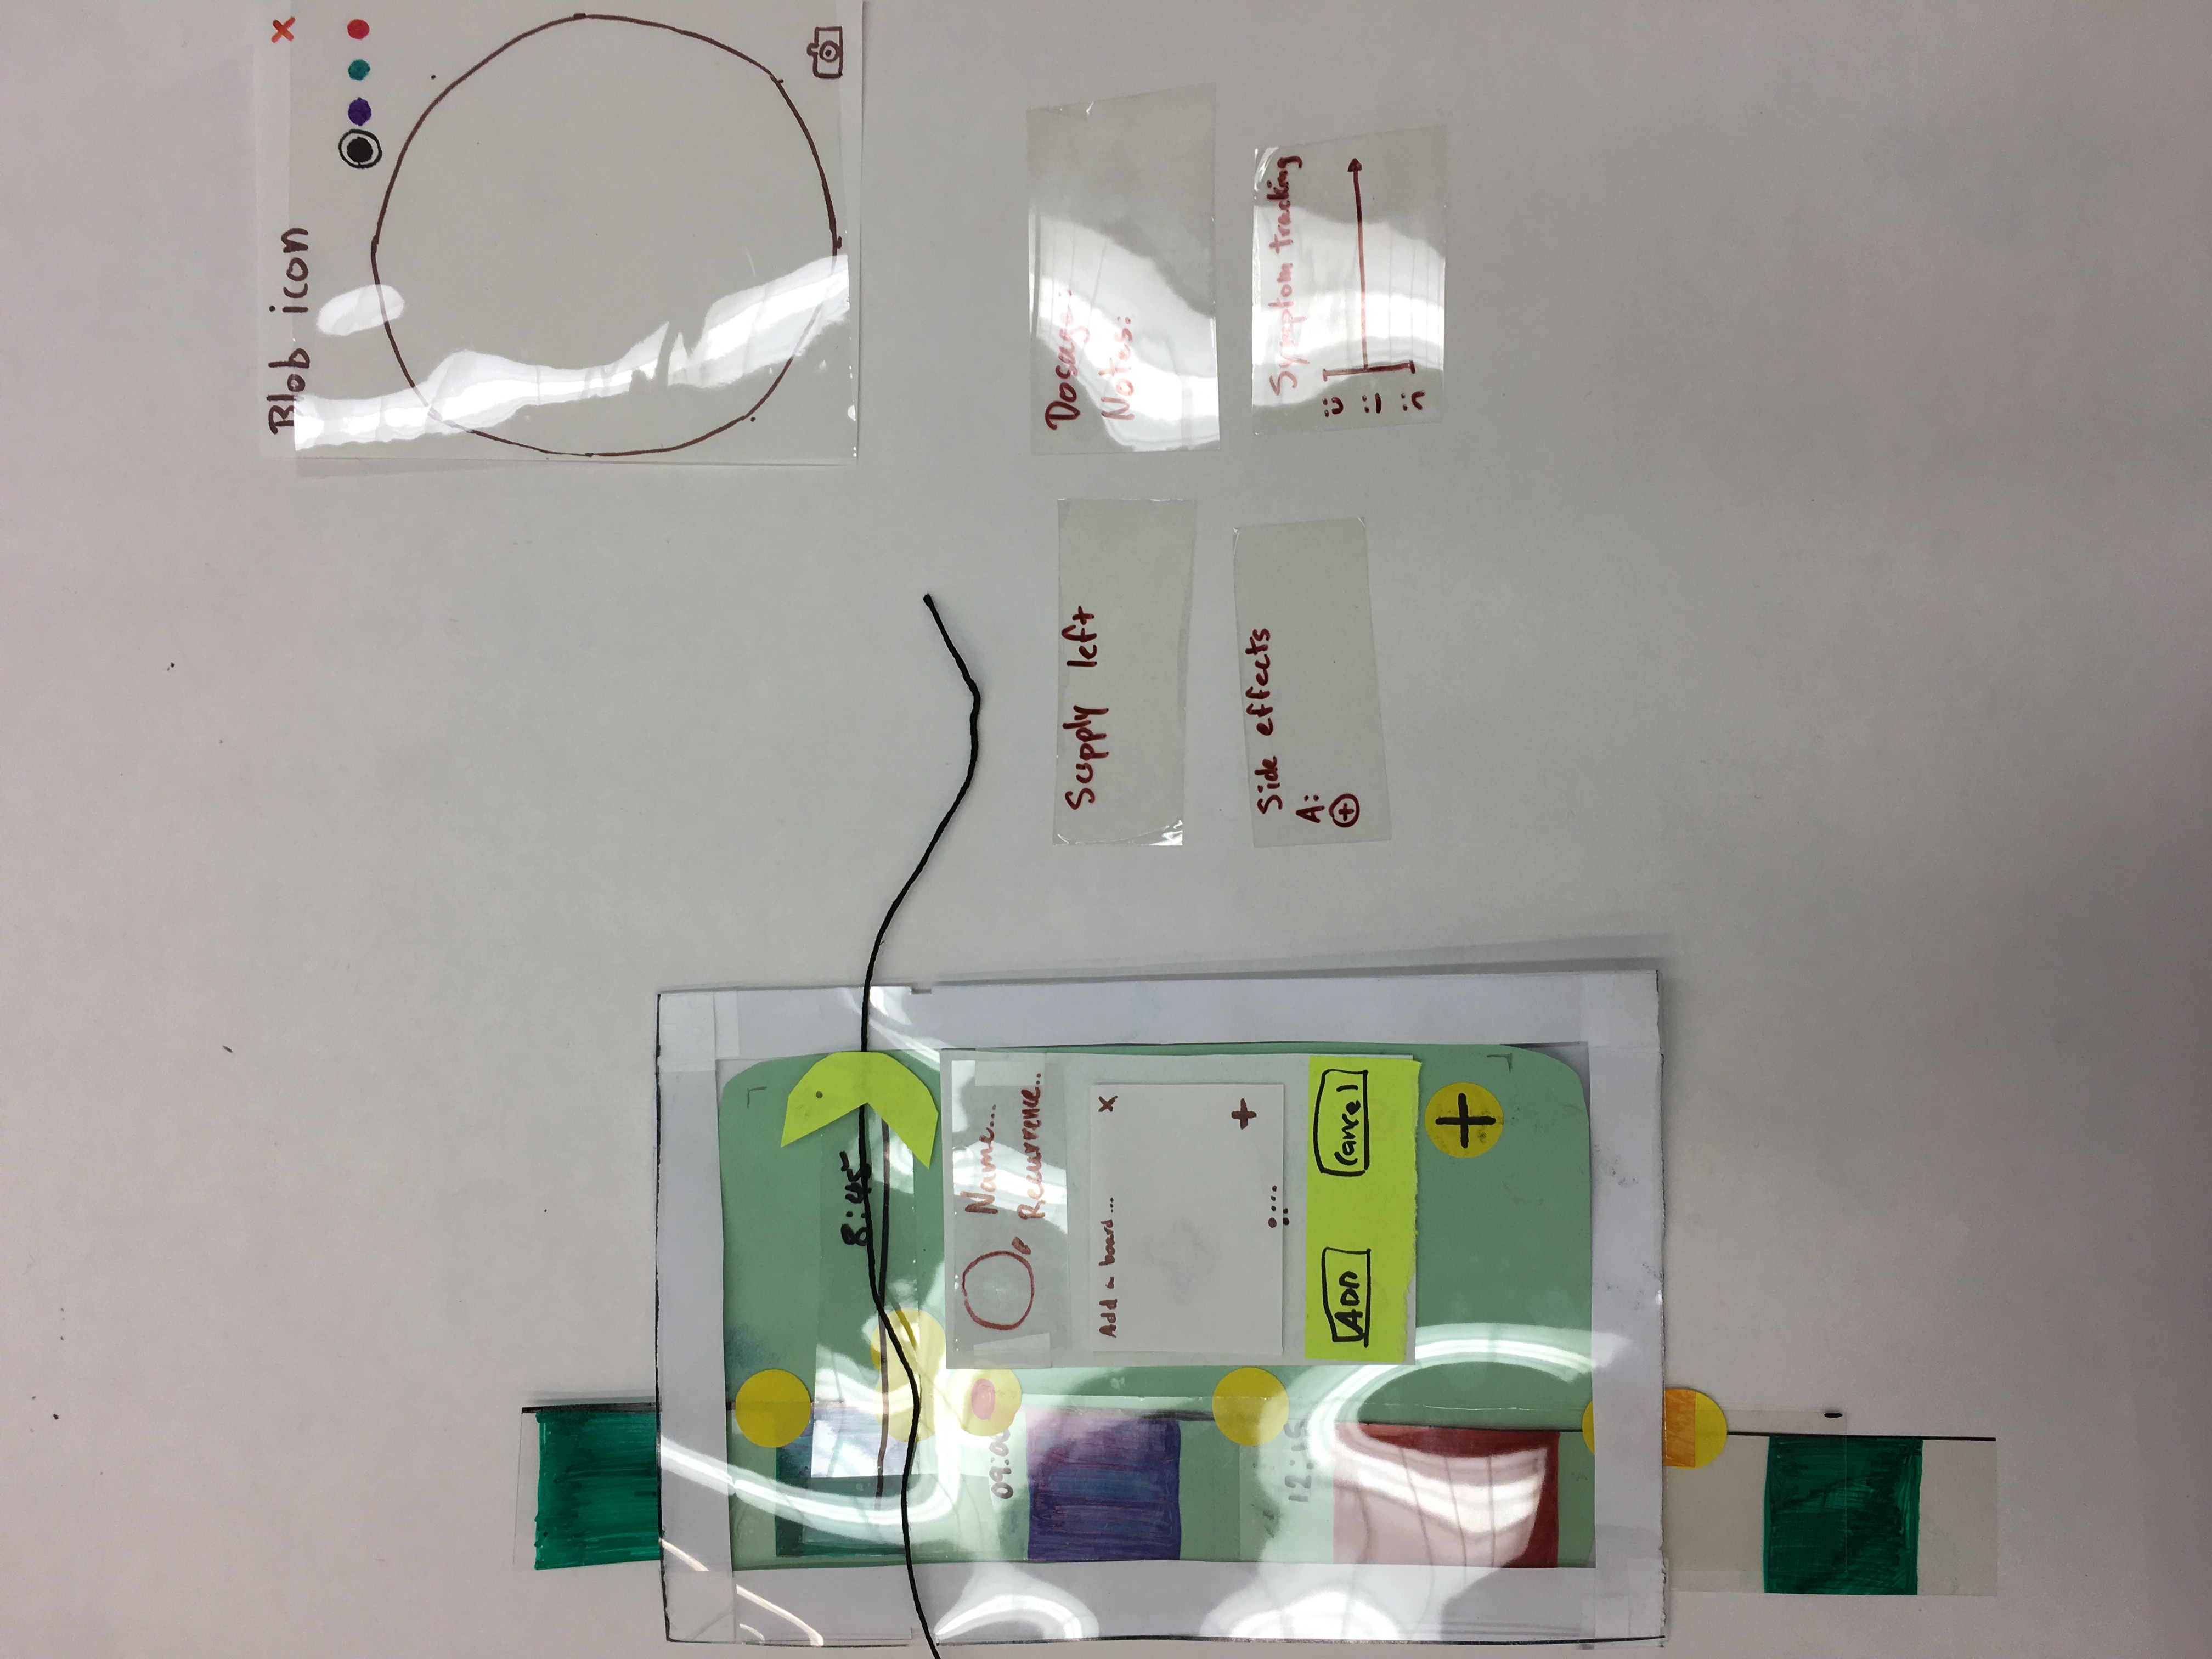 Blob icon X
8:45
09:00
Name...
Recurrence..
Add a board... X
+
12:15
ADD
Cancel
+
Supply left
Dosage:
Notes:
Side effects
A:
+
Symptom tracking
:)
:|
:(